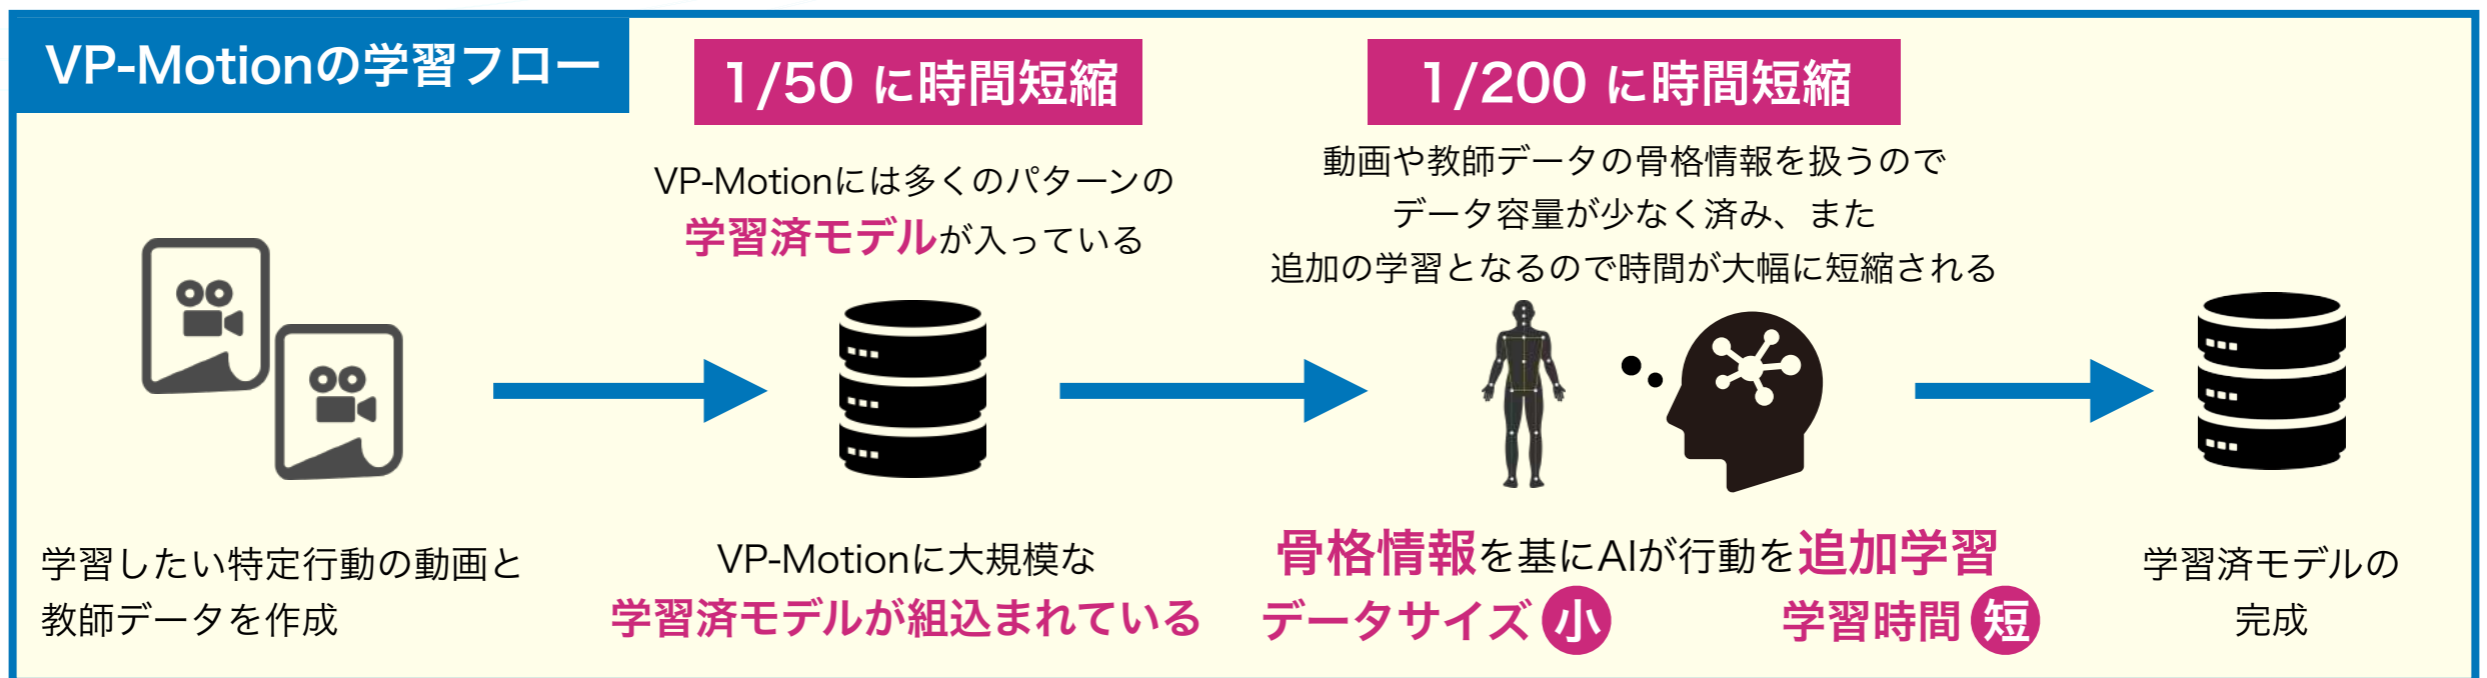 VP-Motionの学習フロー
1/50 に時間短縮
VP-Motionには多くのパターンの
学習済モデルが入っている
1/200 に時間短縮
動画や教師データの骨格情報を扱うので
データ容量が少なく済み、また
追加の学習となるので時間が大幅に短縮される
学習したい特定行動の動画と
教師データを作成
VP-Motionに大規模な
学習済モデルが組込まれている
骨格情報を基にAIが行動を追加学習
データサイズ 小 学習時間 短
学習済モデルの
完成